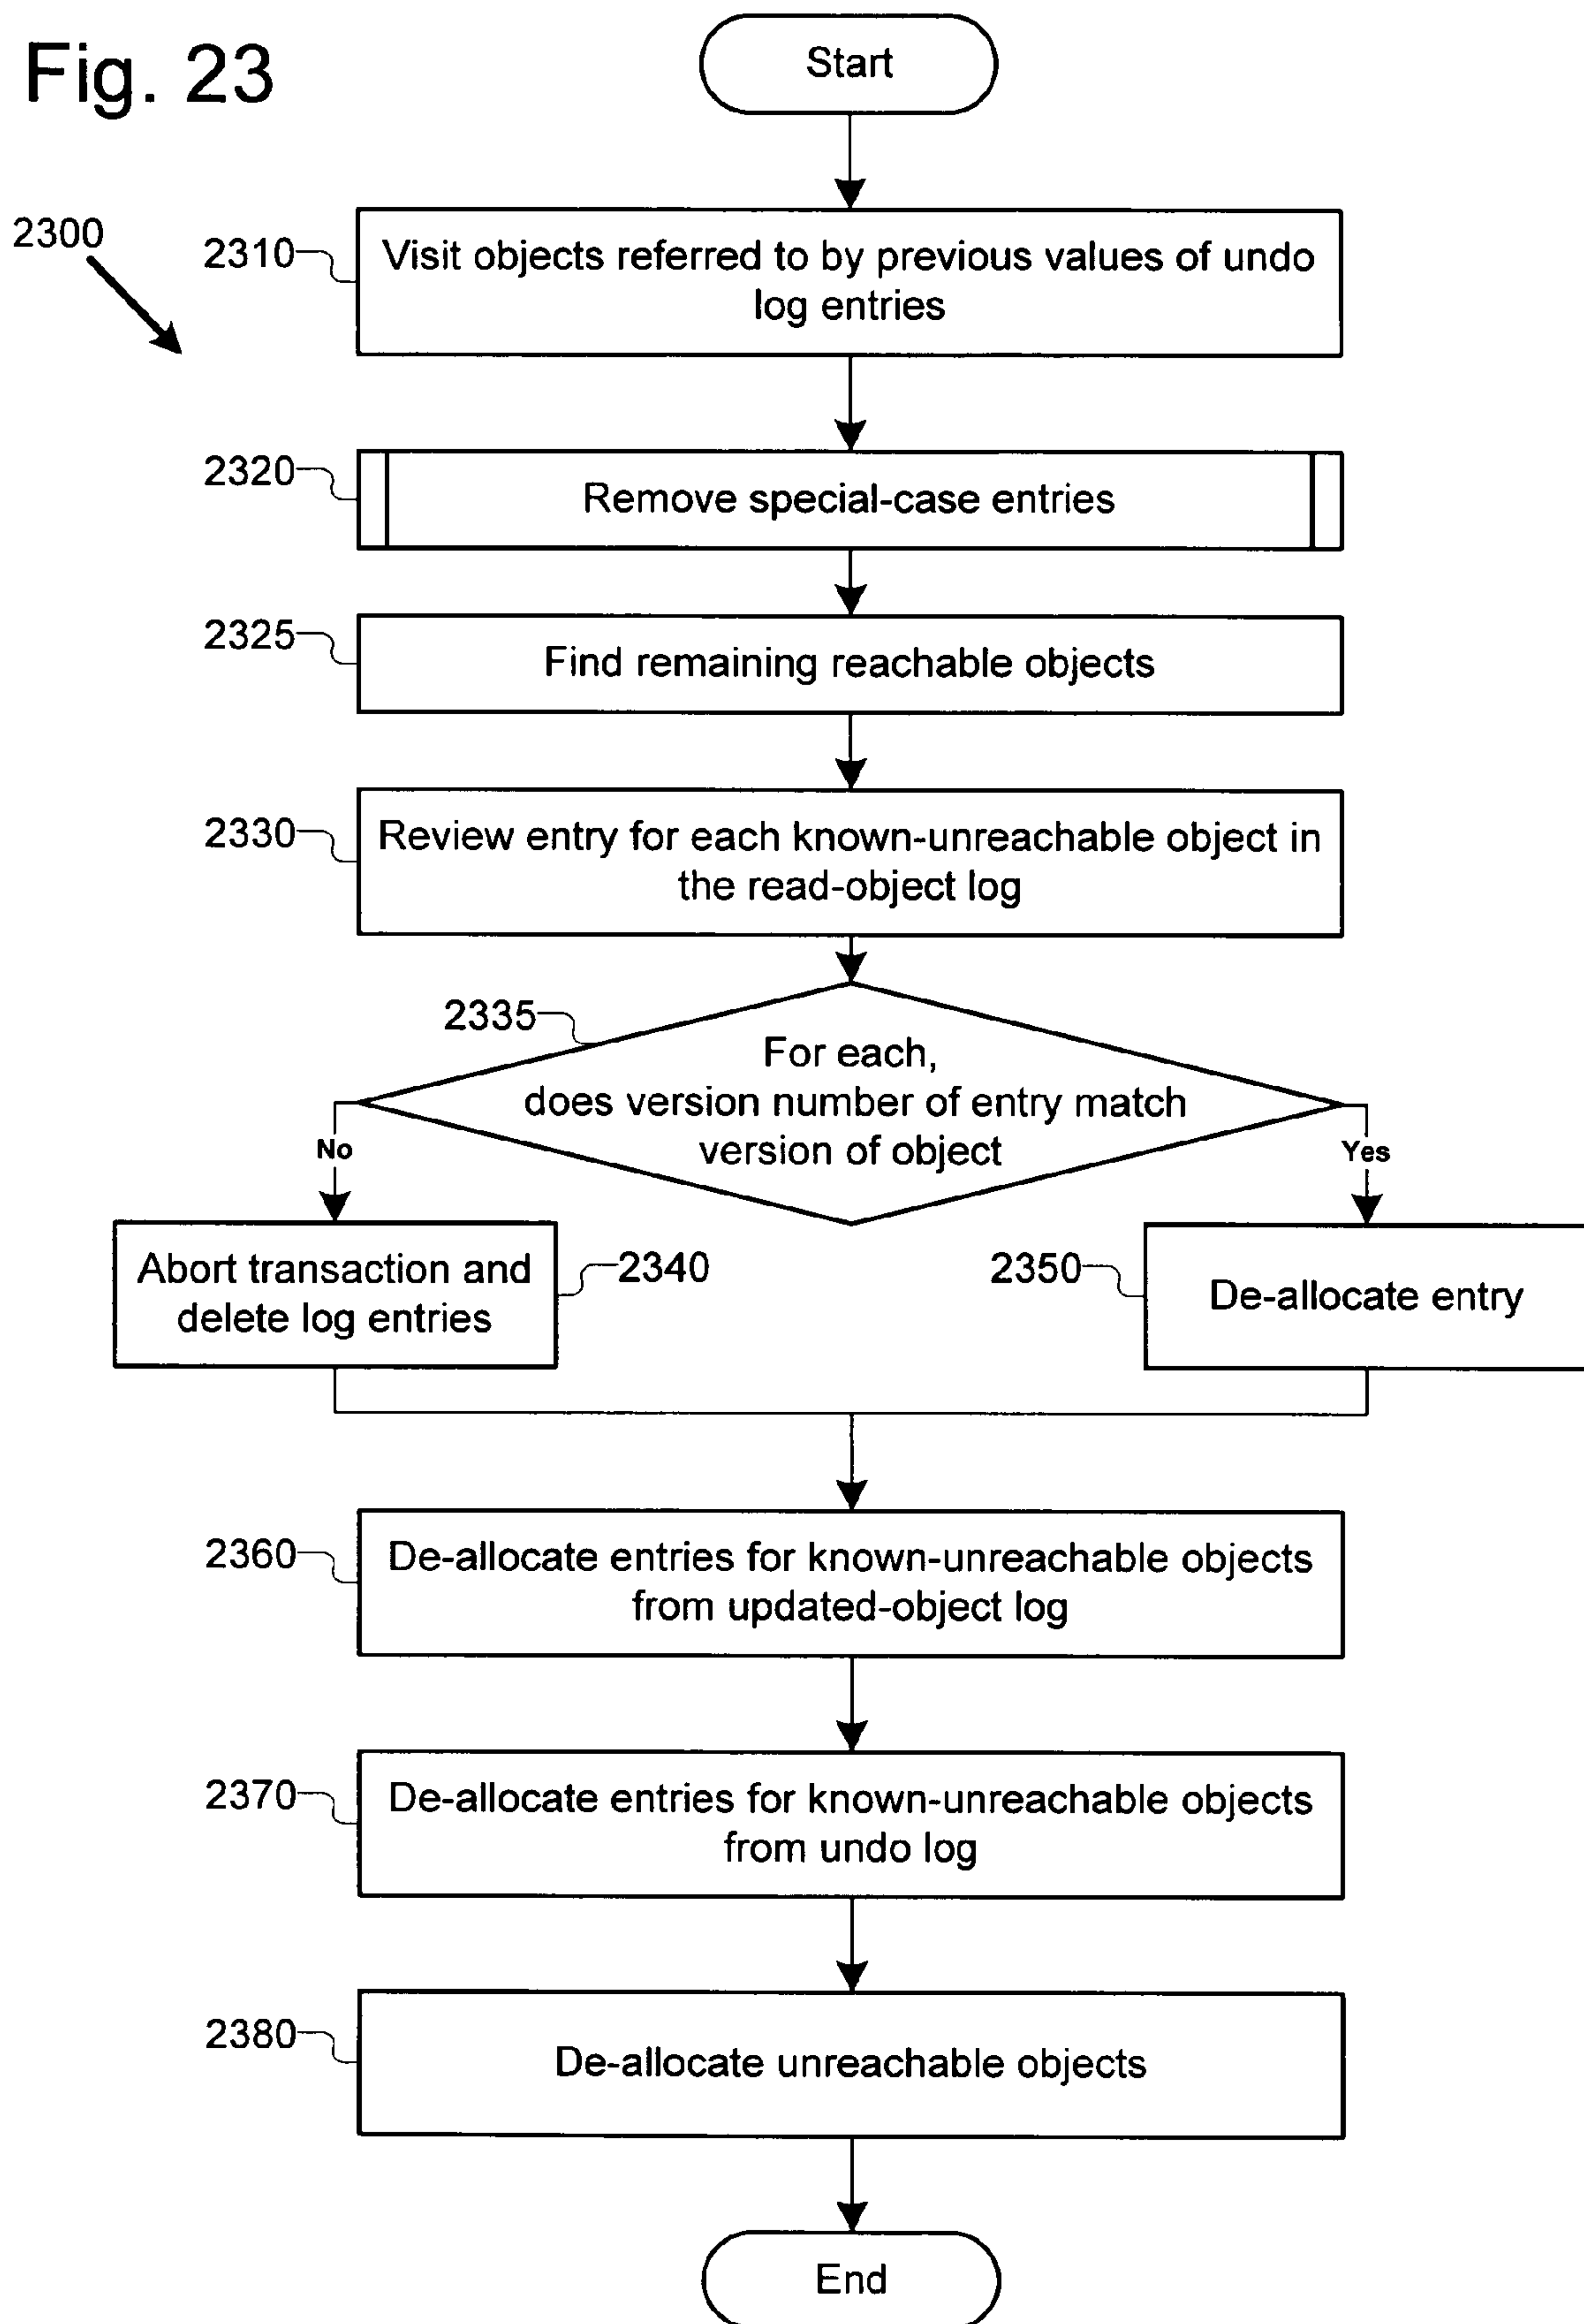 Fig. 23
Start
2300
2310
Visit objects referred to by previous values of undo
log entries
2320
Remove special-case entries
2325
Find remaining reachable objects
2330
Review entry for each known-unreachable object in
the read-object log
2335
For each,
does version number of entry match
version of object
No
Yes
Abort transaction and
delete log entries
2340
2350
De-allocate entry
2360
De-allocate entries for known-unreachable objects
from updated-object log
2370
De-allocate entries for known-unreachable objects
from undo log
2380
De-allocate unreachable objects
End